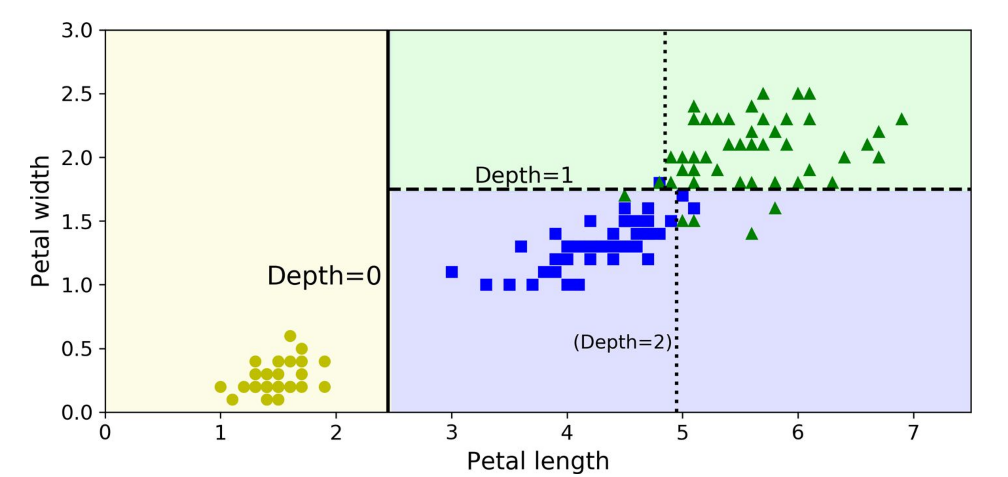 3.0
2.5
2.0
1.5
1.0
0.5
0.0
Petal width
Depth=1
Depth=0
(Depth=2)
0 1 2 3 4 5 6 7
Petal length